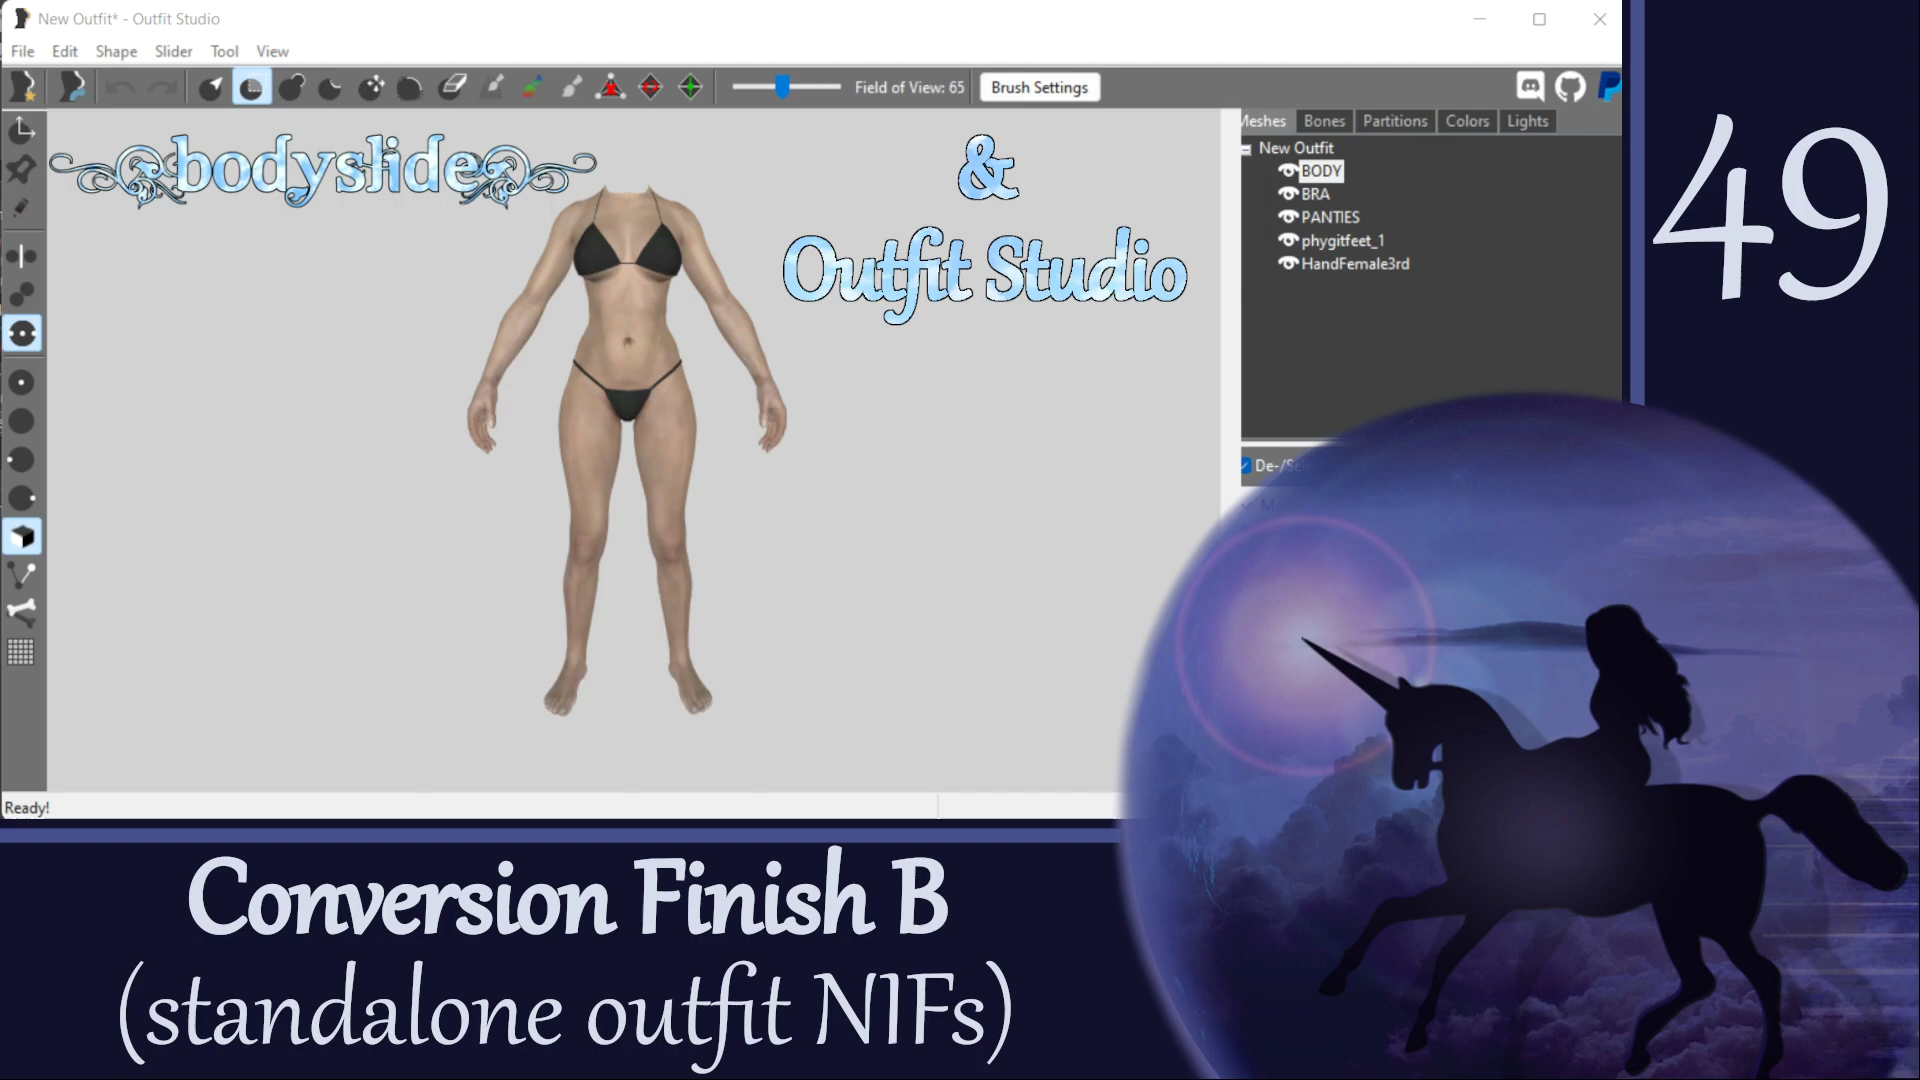 New Outfit* - Outfit Studio
File Edit Shape Slider Tool View
Field of View: 65 Brush Settings
Meshes Bones Partitions Colors Lights
New Outfit
BODY
BRA
PANTIES
phygitfeet_1
HandFemale3rd
bodyslide
&
Outfit Studio
49
De-/Sele
Ready!
Conversion Finish B
(standalone outfit NIFs)